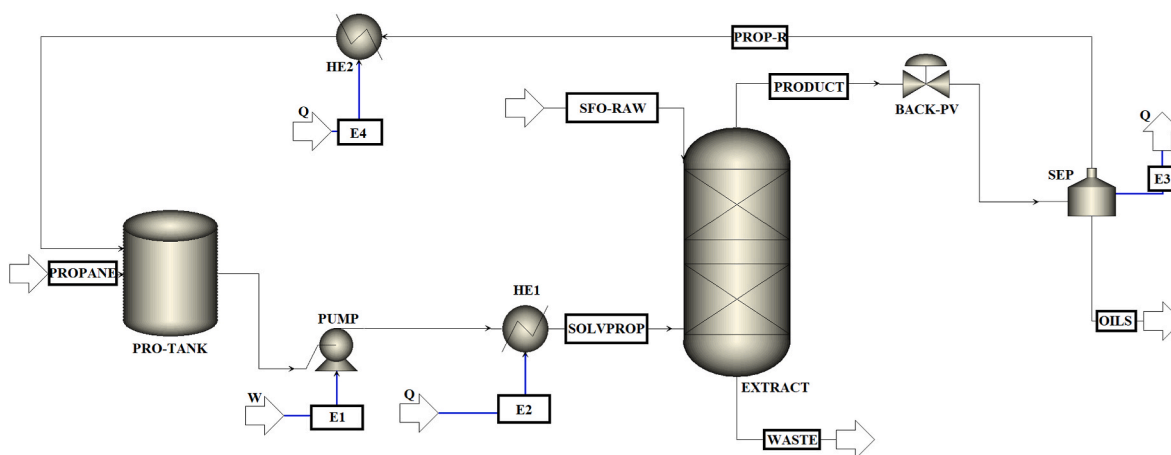 PROP-R
HE2
PRODUCT
SFO-RAW
BACK-PV
Q
E4
Q
SEP
E3
PROPANE
HE1
PUMP
SOLVPROP
PRO-TANK
OILS
EXTRACT
W
E1
Q
E2
WASTE